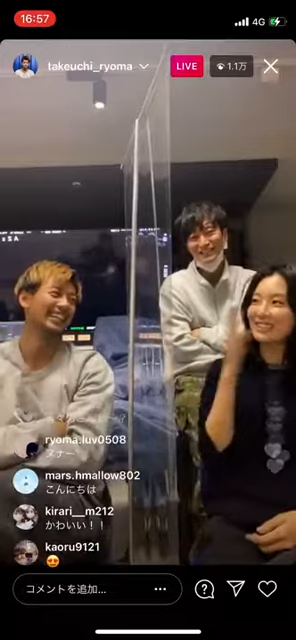 16:57
4G
takeuchi_ryoma
LIVE
1.1万
ryoma.luv0508
ヌナー
mars.hmallow802
こんにちは
kirari__m212
かわいい！！
kaoru9121
😍
コメントを追加...